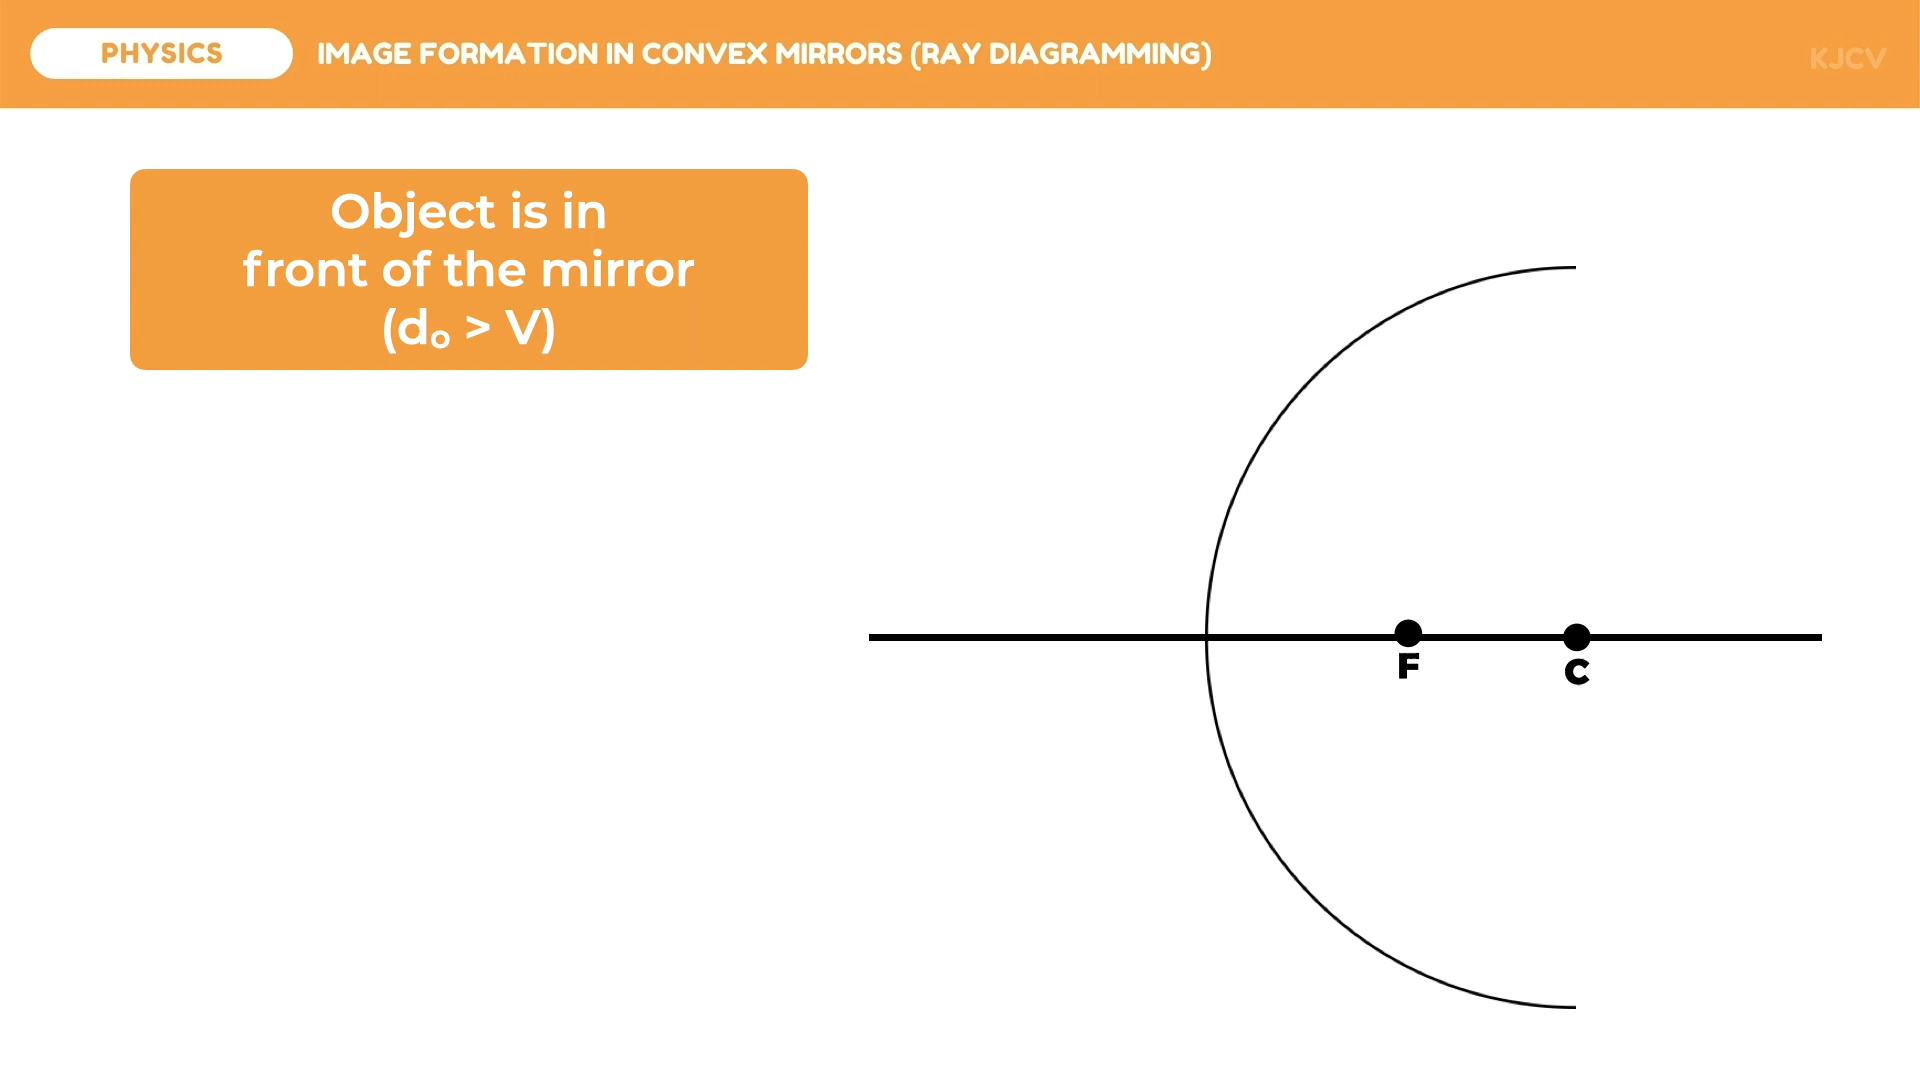 PHYSICS
IMAGE FORMATION IN CONVEX MIRRORS (RAY DIAGRAMMING)
KJCV
Object is in
front of the mirror
(dₒ > V)
F
C